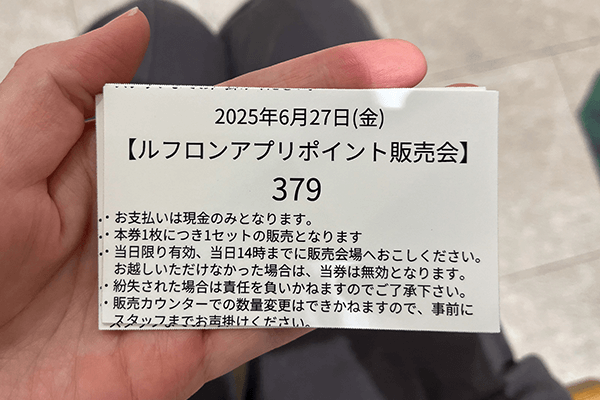 2025年6月27日(金)
【ルフロンアプリポイント販売会】
379
・お支払いは現金のみとなります。
・本券1枚につき1セットの販売となります
・当日限り有効、当日14時までに販売会場へおこしください。
お越しいただけなかった場合は、当券は無効となります。
・紛失された場合は責任を負いかねますのでご了承下さい。
・販売カウンターでの数量変更はできかねますので、事前に
スタッフまでお声掛けください。